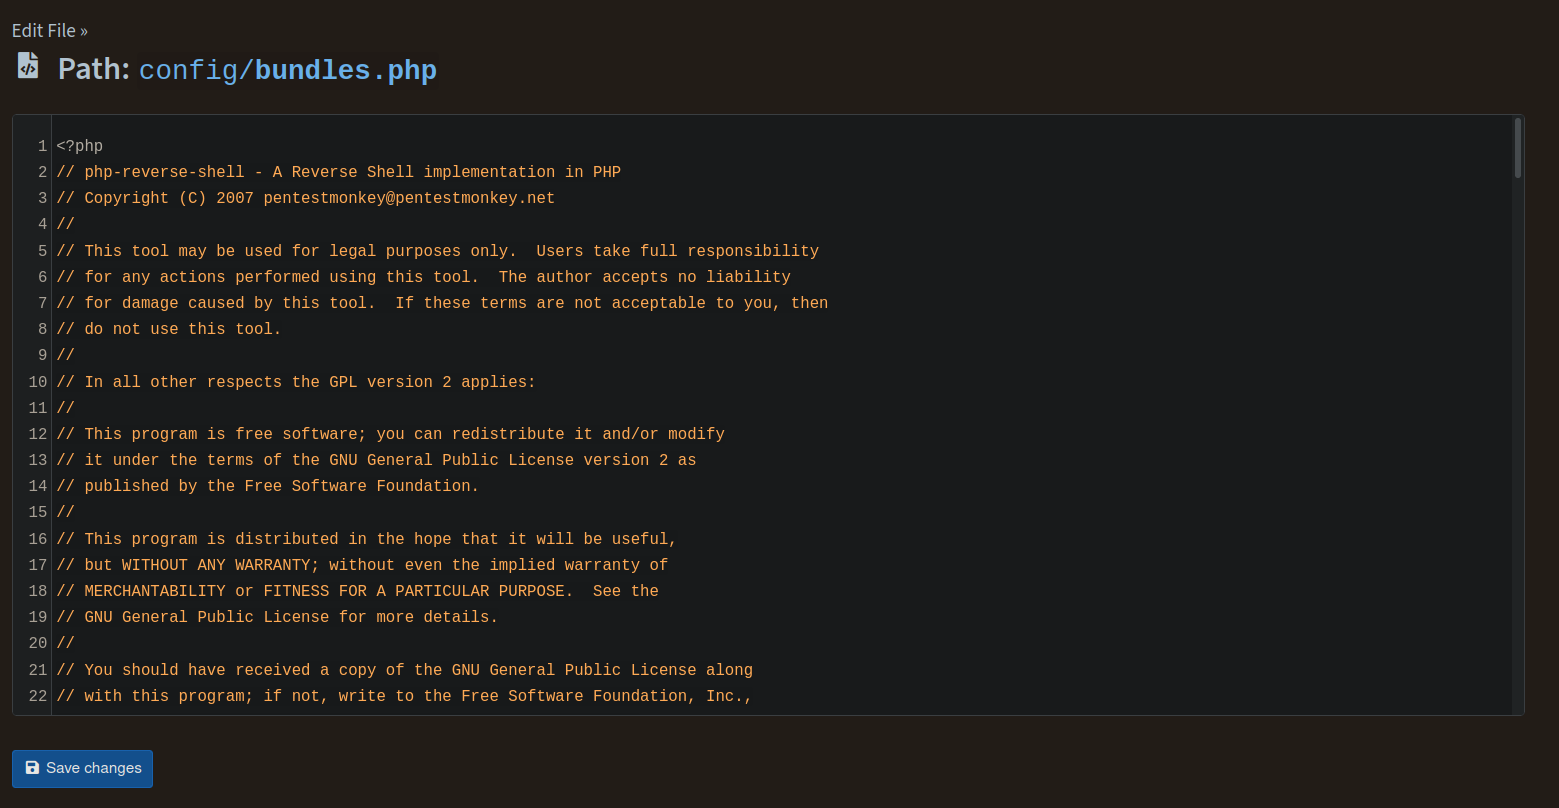 Edit File »
Path: config/bundles.php
1 <?php
2 // php-reverse-shell - A Reverse Shell implementation in PHP
3 // Copyright (C) 2007 pentestmonkey@pentestmonkey.net
4 //
5 // This tool may be used for legal purposes only.  Users take full responsibility
6 // for any actions performed using this tool.  The author accepts no liability
7 // for damage caused by this tool.  If these terms are not acceptable to you, then
8 // do not use this tool.
9 //
10 // In all other respects the GPL version 2 applies:
11 //
12 // This program is free software; you can redistribute it and/or modify
13 // it under the terms of the GNU General Public License version 2 as
14 // published by the Free Software Foundation.
15 //
16 // This program is distributed in the hope that it will be useful,
17 // but WITHOUT ANY WARRANTY; without even the implied warranty of
18 // MERCHANTABILITY or FITNESS FOR A PARTICULAR PURPOSE.  See the
19 // GNU General Public License for more details.
20 //
21 // You should have received a copy of the GNU General Public License along
22 // with this program; if not, write to the Free Software Foundation, Inc.,
Save changes